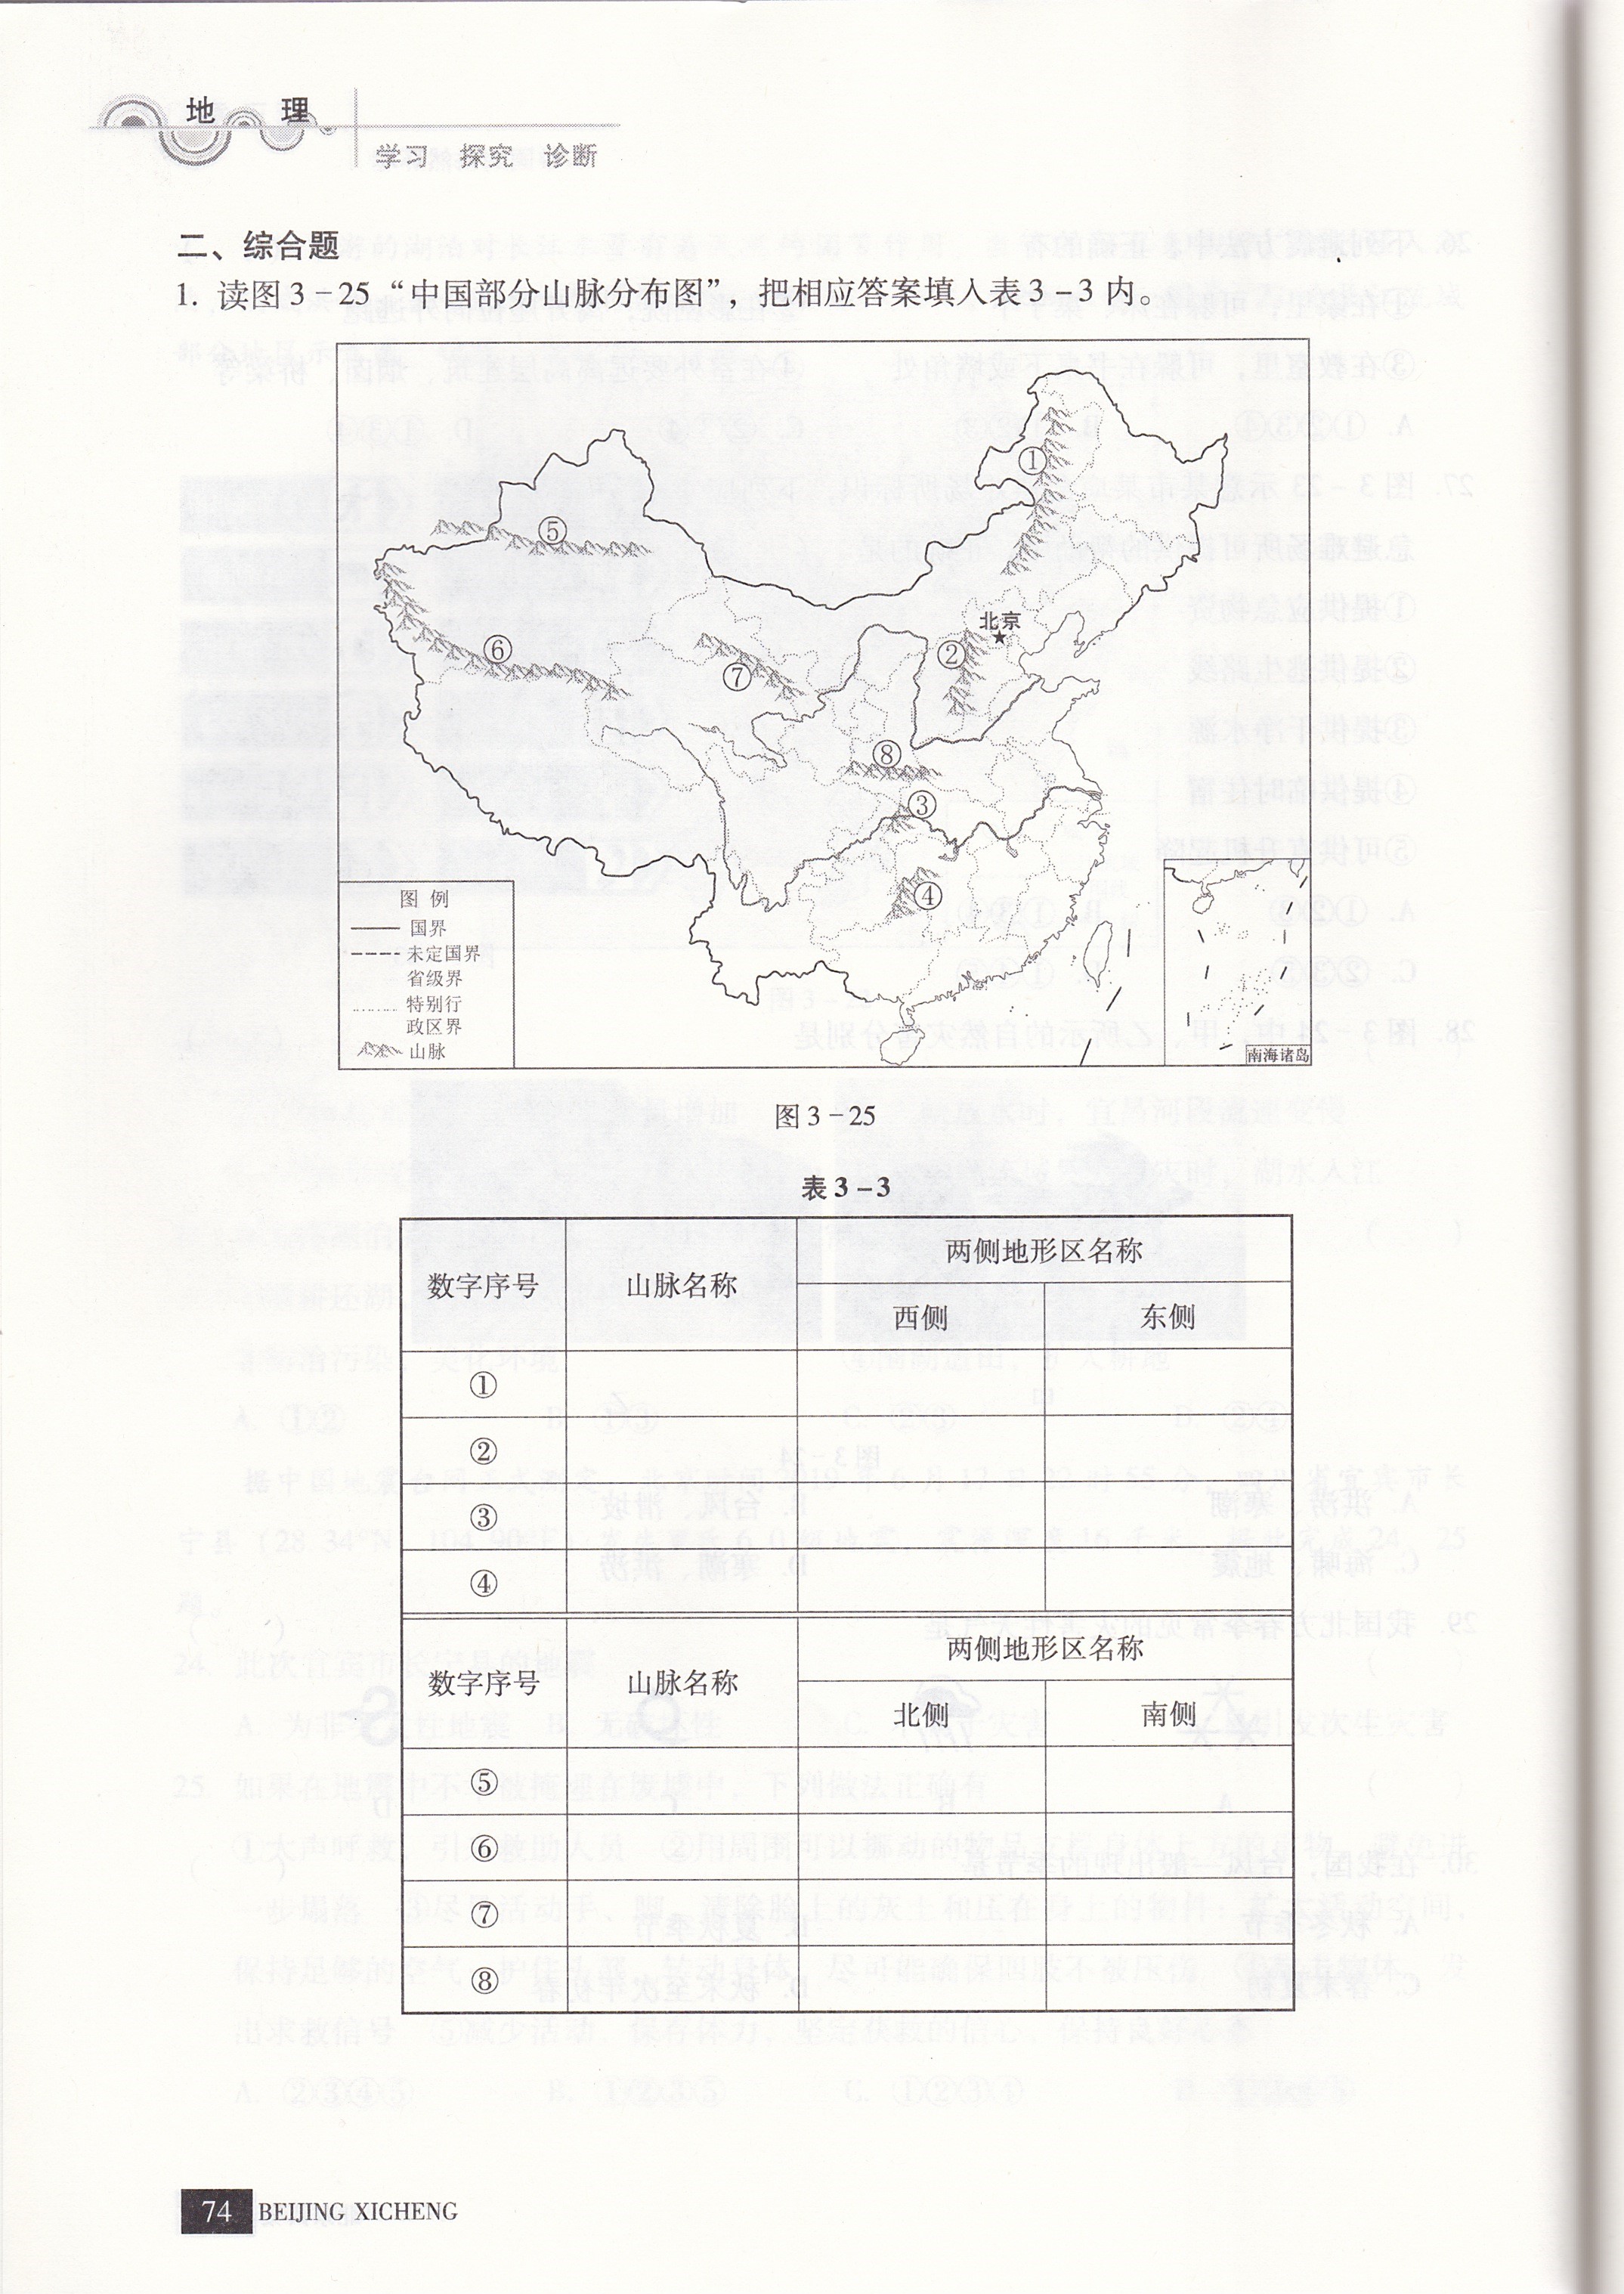 地 理
学习 探究 诊断
二、综合题
1. 读图3-25“中国部分山脉分布图”，把相应答案填入表3-3内。
①
⑤
北京
②
⑥
⑦
⑧
③
④
图例
国界
未定国界
省级界
特别行
政区界
山脉
南海诸岛
图3-25
表3-3
数字序号 山脉名称 两侧地形区名称
西侧 东侧
①
②
③
④
数字序号 山脉名称 两侧地形区名称
北侧 南侧
⑤
⑥
⑦
⑧
74 BEIJING XICHENG